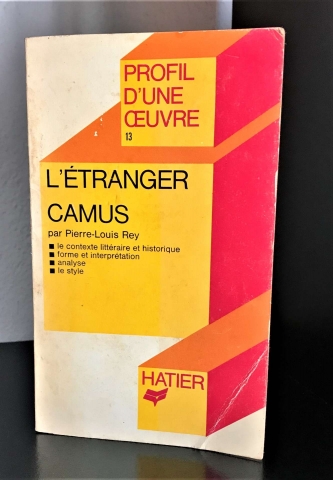 PROFIL
D'UNE
ŒUVRE
13
L'ÉTRANGER
CAMUS
par Pierre-Louis Rey
■ le contexte littéraire et historique
■ forme et interprétation
■ analyse
■ le style
HATIER